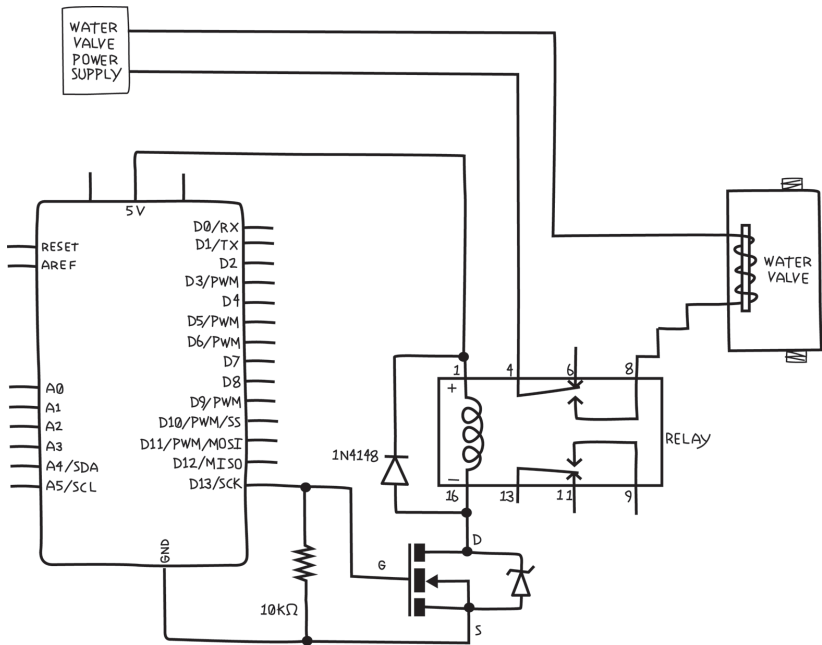 WATER
VALVE
POWER
SUPPLY
5V
RESET
AREF
D0/RX
D1/TX
D2
D3/PWM
D4
D5/PWM
D6/PWM
D7
D8
D9/PWM
D10/PWM/SS
D11/PWM/MOSI
D12/MISO
D13/SCK
A0
A1
A2
A3
A4/SDA
A5/SCL
GND
WATER
VALVE
1
4
6
8
+
RELAY
1N4148
–
16
13
11
9
D
G
10KΩ
S